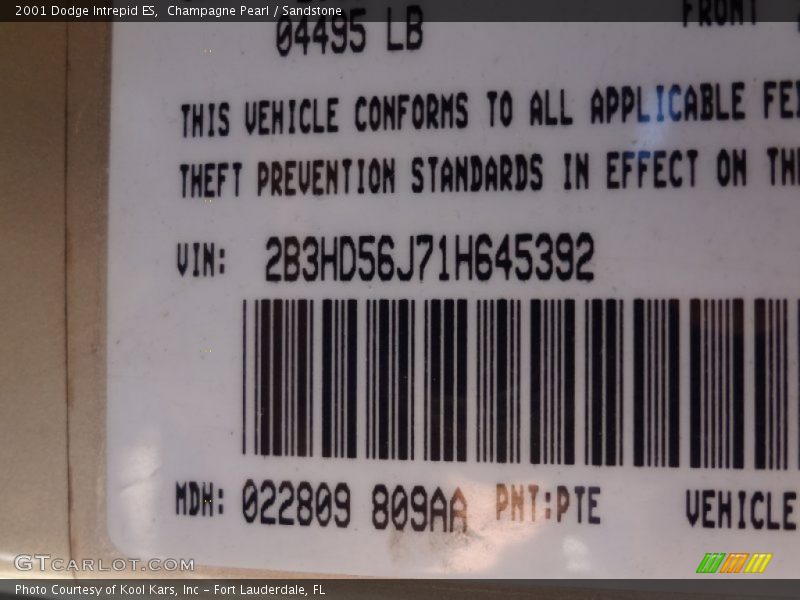 2001 Dodge Intrepid ES,  Champagne Pearl / Sandstone
FRONT
04495 LB
THIS VEHICLE CONFORMS TO ALL APPLICABLE FE
THEFT PREVENTION STANDARDS IN EFFECT ON TH
VIN: 2B3HD56J71H645392
MDH: 022809 809AA PNT:PTE VEHICLE
GTCARLOT.COM
Photo Courtesy of Kool Kars, Inc – Fort Lauderdale, FL